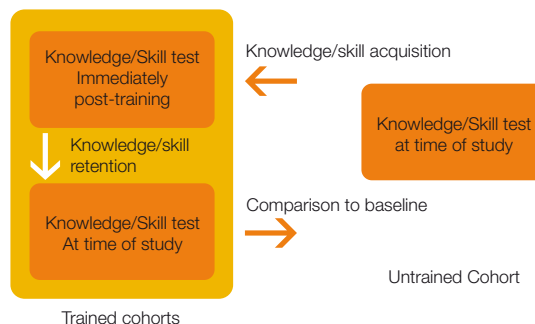 Knowledge/Skill test
Immediately
post-training
Knowledge/skill acquisition
Knowledge/Skill test
at time of study
Knowledge/skill
retention
Knowledge/Skill test
At time of study
Comparison to baseline
Untrained Cohort
Trained cohorts